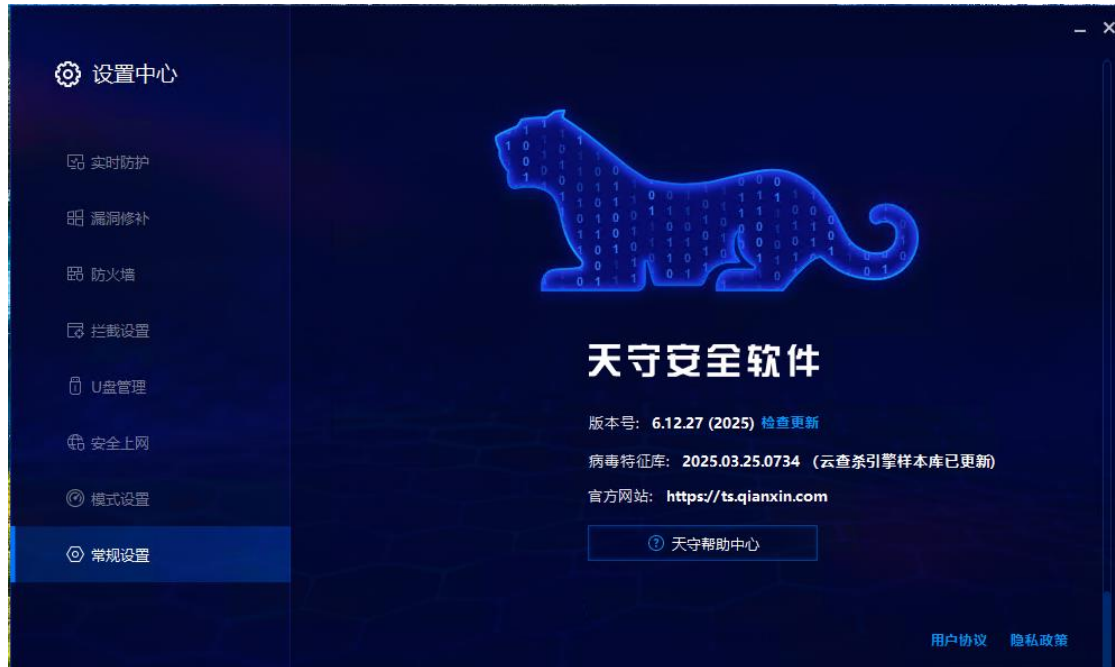 设置中心
实时防护
漏洞修补
防火墙
拦截设置
U盘管理
安全上网
模式设置
常规设置
天守安全软件
版本号: 6.12.27 (2025) 检查更新
病毒特征库: 2025.03.25.0734 (云查杀引擎样本库已更新)
官方网站: https://ts.qianxin.com
天守帮助中心
用户协议 隐私政策